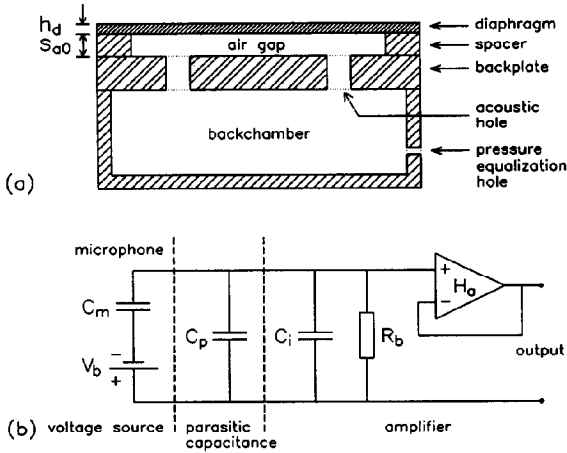 h_d
S_a0
air gap
diaphragm
spacer
backplate
acoustic
hole
backchamber
pressure
equalization
hole
(a)
microphone
C_m
V_b
−
+
C_p
C_i
R_b
+
−
H_a
output
(b) voltage source
parasitic
capacitance
amplifier